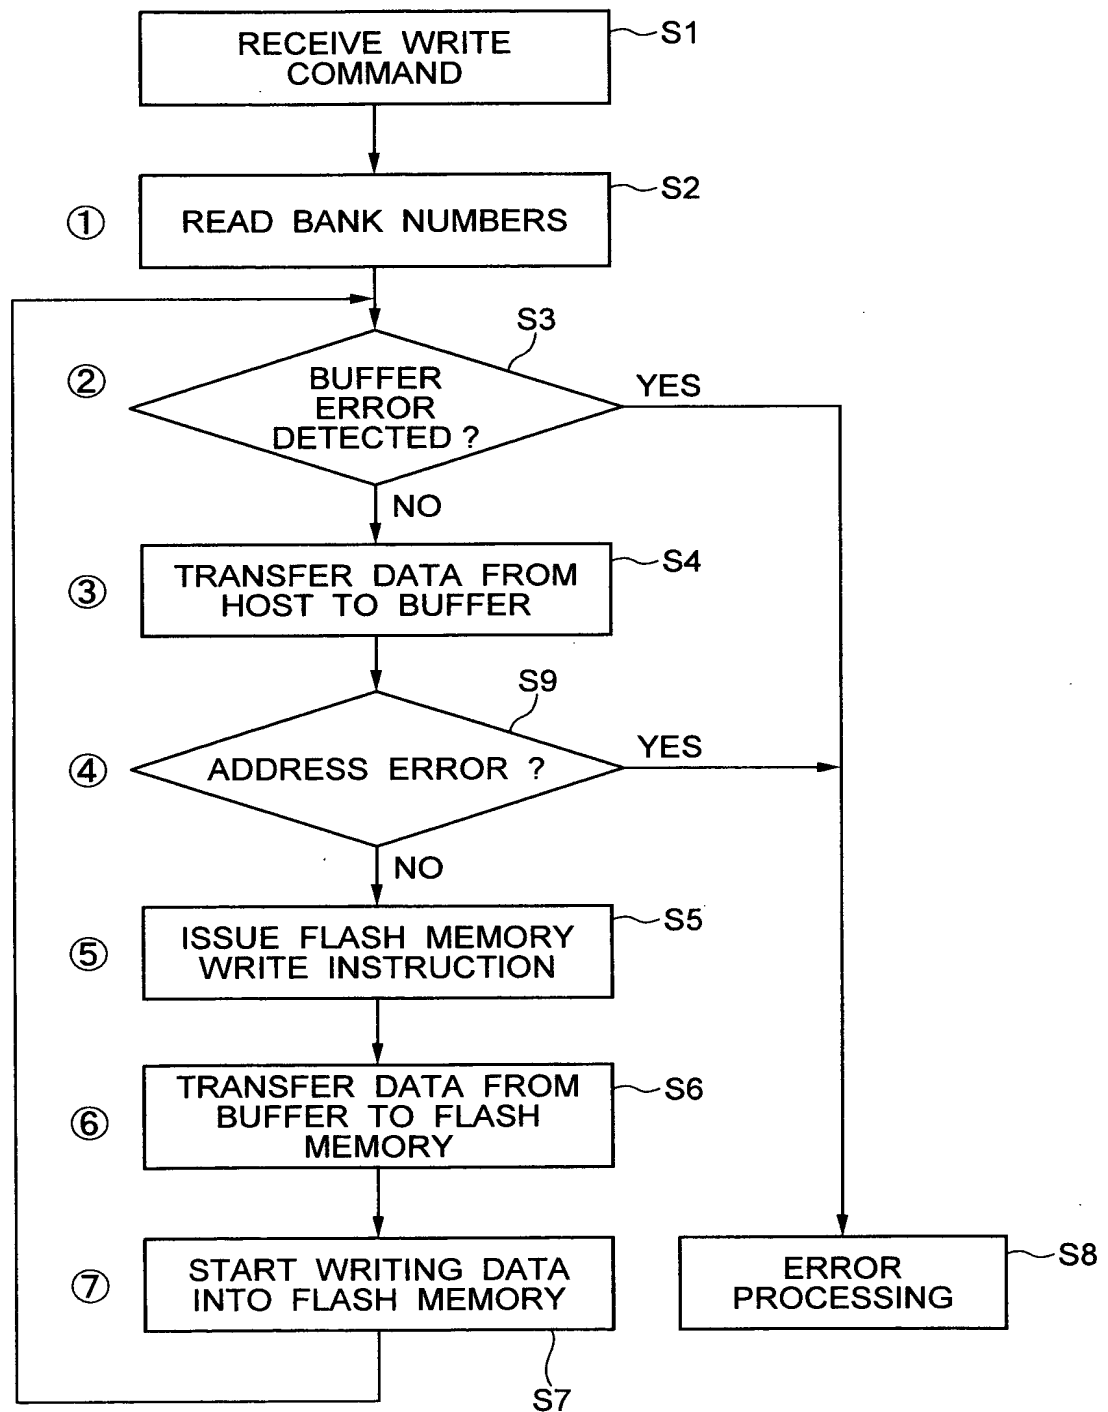 RECEIVE WRITE
COMMAND
S1
① READ BANK NUMBERS
S2
S3
② BUFFER
ERROR
DETECTED ?
YES
NO
③ TRANSFER DATA FROM
HOST TO BUFFER
S4
S9
④ ADDRESS ERROR ?
YES
NO
⑤ ISSUE FLASH MEMORY
WRITE INSTRUCTION
S5
⑥ TRANSFER DATA FROM
BUFFER TO FLASH
MEMORY
S6
⑦ START WRITING DATA
INTO FLASH MEMORY
S7
ERROR
PROCESSING
S8